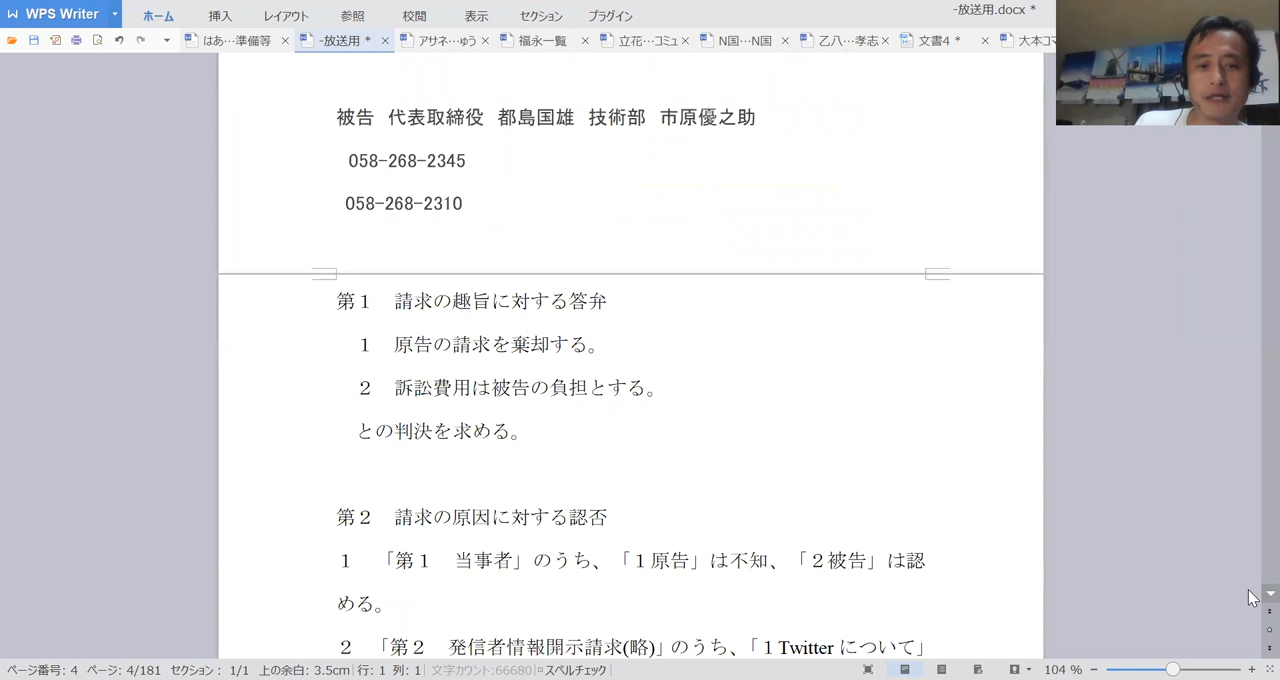 WPS Writer
ホーム 挿入 レイアウト 参照 校閲 表示 セクション プラグイン
-放送用.docx *
はあ…準備等 × -放送用 * × アサネ…ゆう × 福永一覧 × 立花…コミュ × N国…N国 × 乙八…孝志 × 文書4 * × 大本コマ
被告 代表取締役 都島国雄 技術部 市原優之助
058-268-2345
058-268-2310
第１ 請求の趣旨に対する答弁
１ 原告の請求を棄却する。
２ 訴訟費用は被告の負担とする。
との判決を求める。
第２ 請求の原因に対する認否
１ 「第１ 当事者」のうち、「１原告」は不知、「２被告」は認
める。
２ 「第２ 発信者情報開示請求(略)」のうち、「１Twitter について」
ページ番号: 4 ページ: 4/181 セクション: 1/1 上の余白: 3.5cm 行: 1 列: 1 文字カウント:66680 スペルチェック 104 %